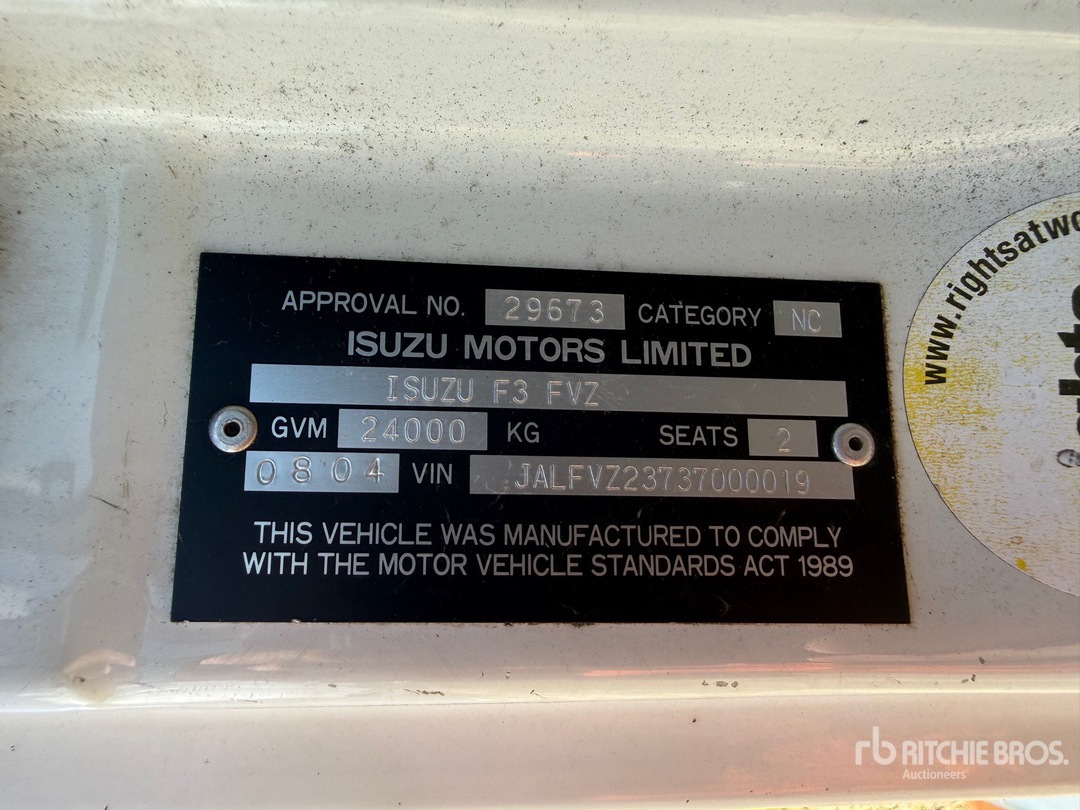 APPROVAL NO. 29673 CATEGORY NC
ISUZU MOTORS LIMITED
ISUZU F3 FVZ
GVM 24000 KG SEATS 2
0804 VIN JALFVZ23737000019
THIS VEHICLE WAS MANUFACTURED TO COMPLY
WITH THE MOTOR VEHICLE STANDARDS ACT 1989
www.rightsatwo
rb RITCHIE BROS.
Auctioneers